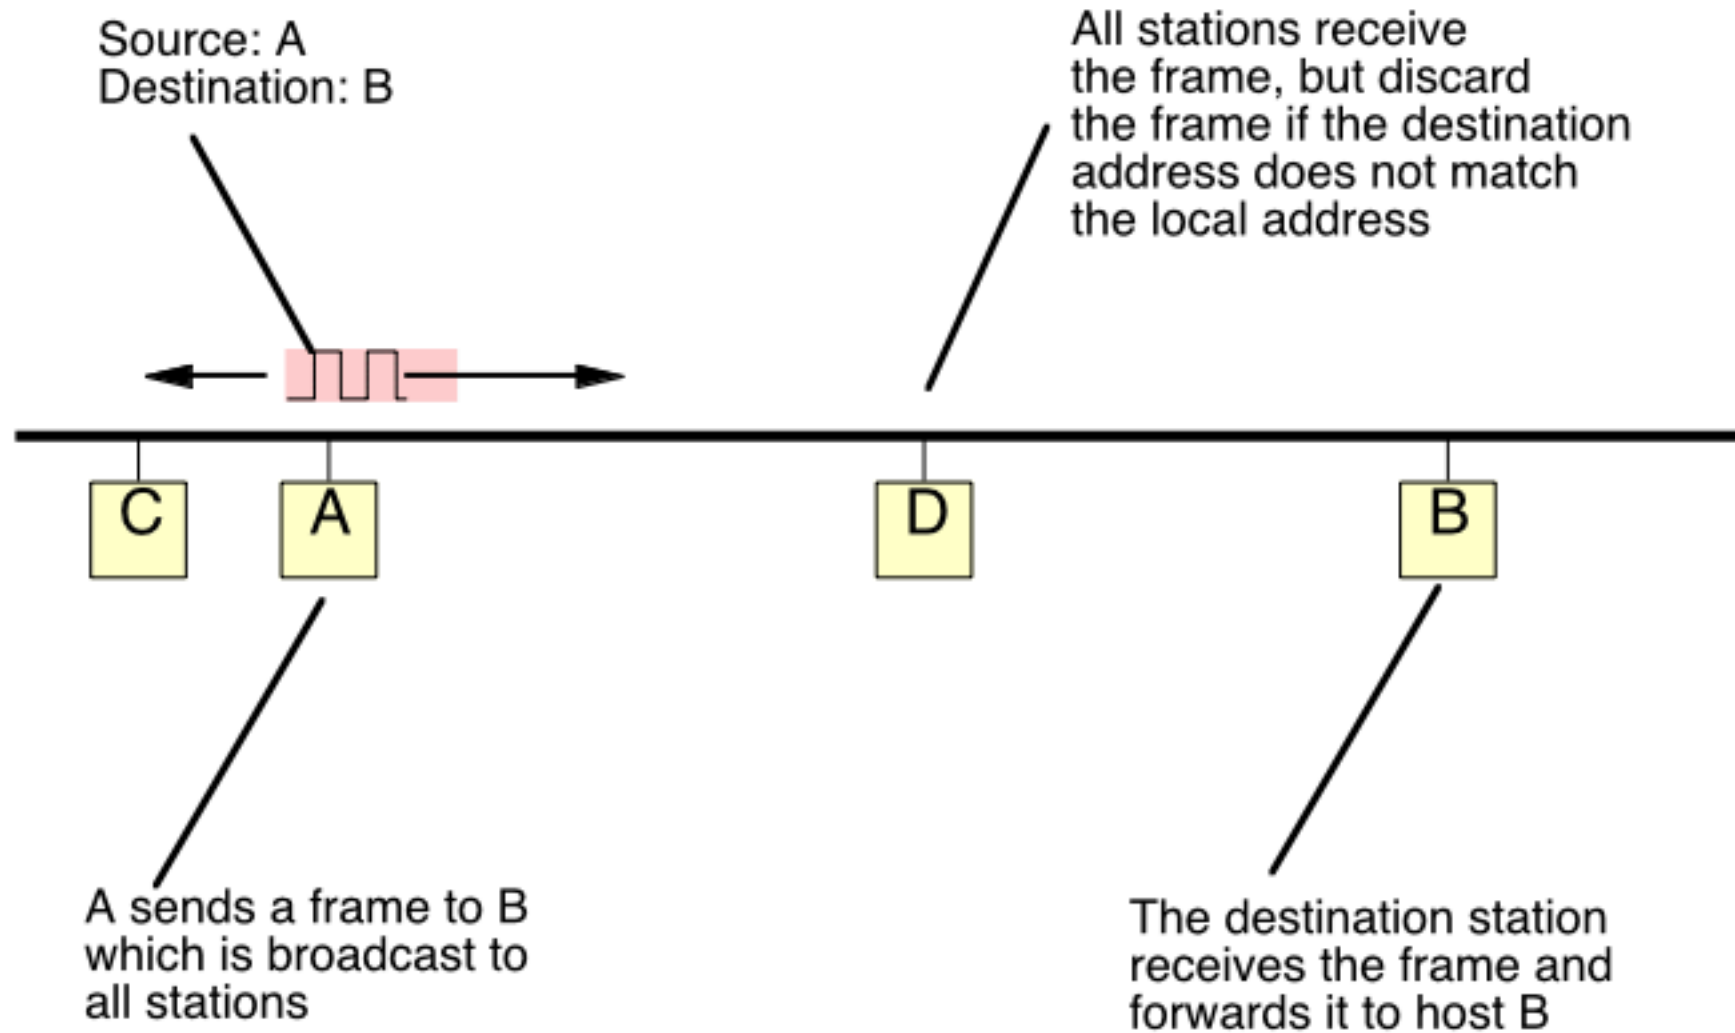 Source: A
Destination: B
All stations receive
the frame, but discard
the frame if the destination
address does not match
the local address
C
A
D
B
A sends a frame to B
which is broadcast to
all stations
The destination station
receives the frame and
forwards it to host B